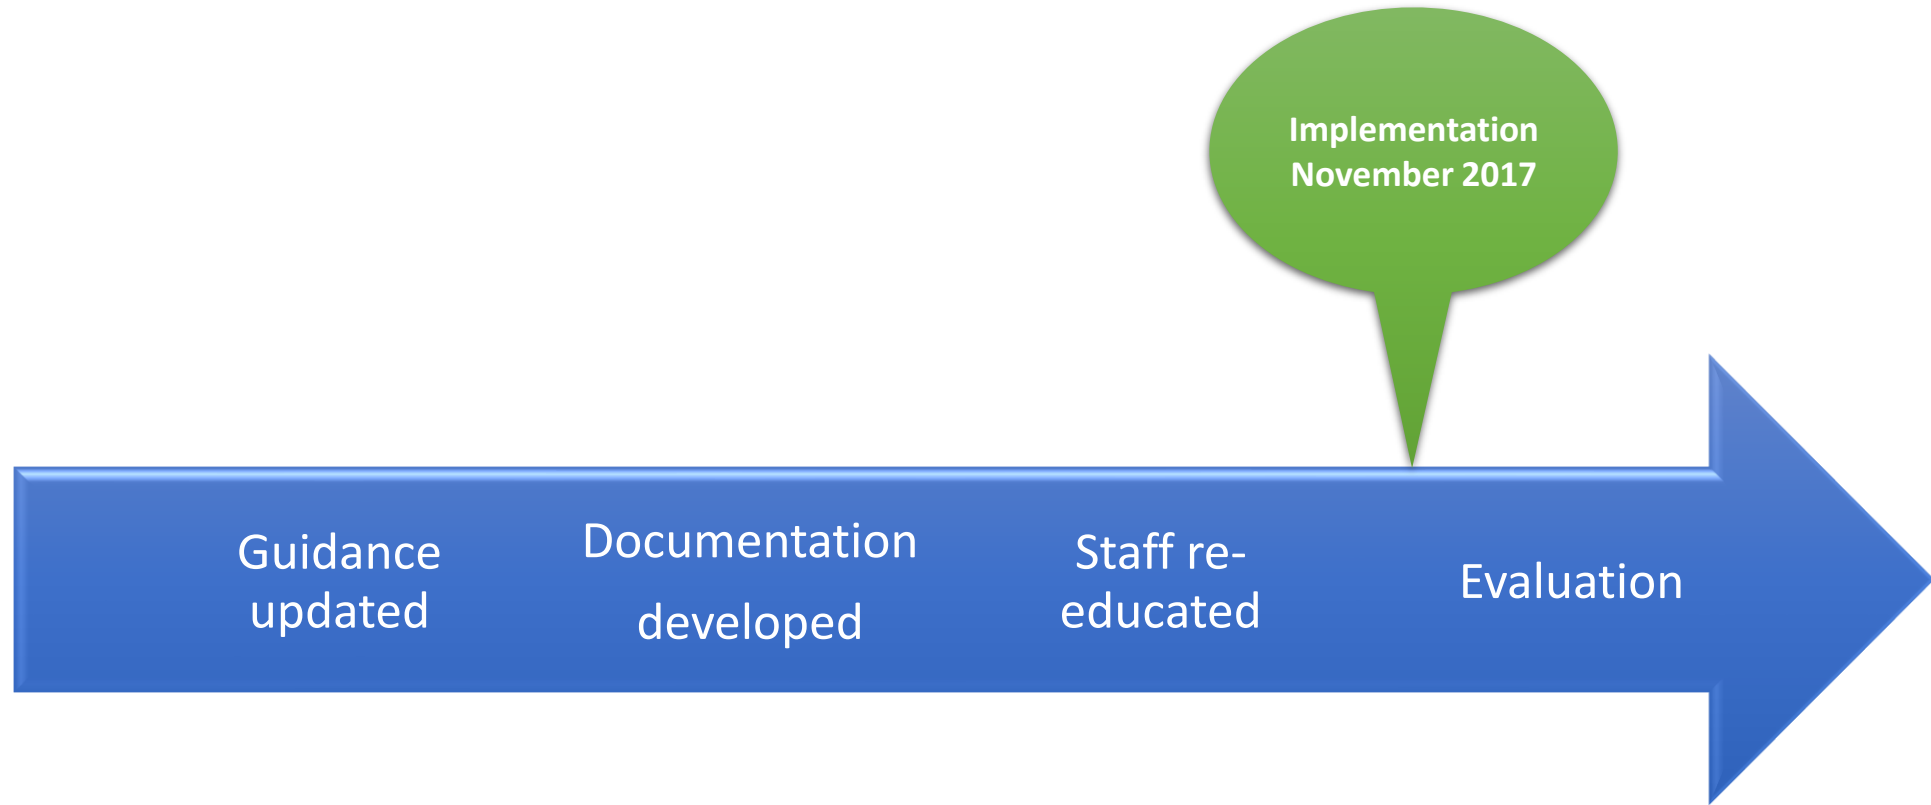 Implementation
November 2017
Guidance
updated
Documentation
developed
Staff re-
educated
Evaluation